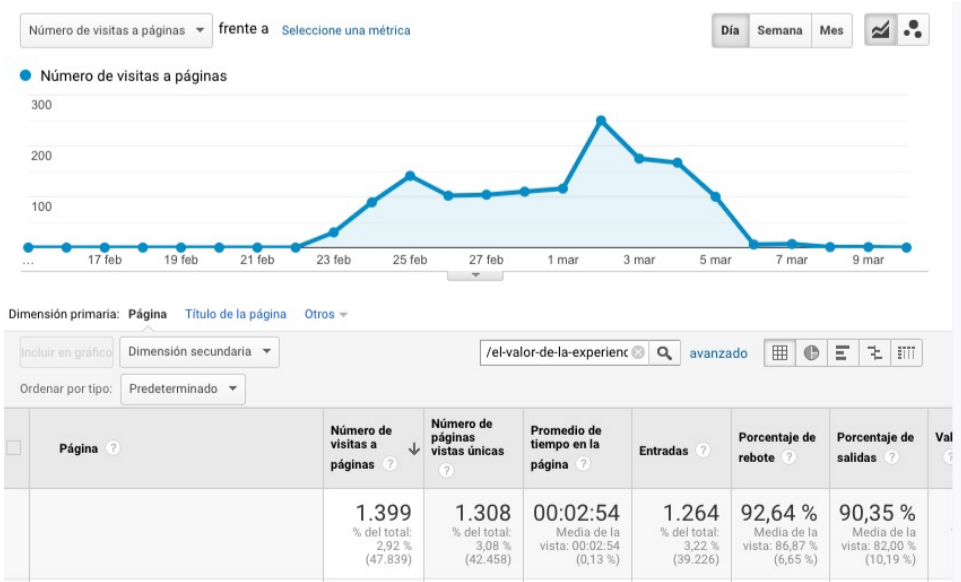 Número de visitas a páginas frente a Seleccione una métrica Día Semana Mes
Número de visitas a páginas
300
200
100
... 17 feb 19 feb 21 feb 23 feb 25 feb 27 feb 1 mar 3 mar 5 mar 7 mar 9 mar
Dimensión primaria: Página Título de la página Otros
Incluir en gráfico Dimensión secundaria /el-valor-de-la-experienc avanzado
Ordenar por tipo: Predeterminado
Página ?
Número de
visitas a
páginas ?
Número de
páginas
vistas únicas
?
Promedio de
tiempo en la
página ?
Entradas ?
Porcentaje de
rebote ?
Porcentaje de
salidas ?
Val
?
1.399
% del total:
2,92 %
(47.839)
1.308
% del total:
3,08 %
(42.458)
00:02:54
Media de la
vista: 00:02:54
(0,13 %)
1.264
% del total:
3,22 %
(39.226)
92,64 %
Media de la
vista: 86,87 %
(6,65 %)
90,35 %
Media de la
vista: 82,00 %
(10,19 %)